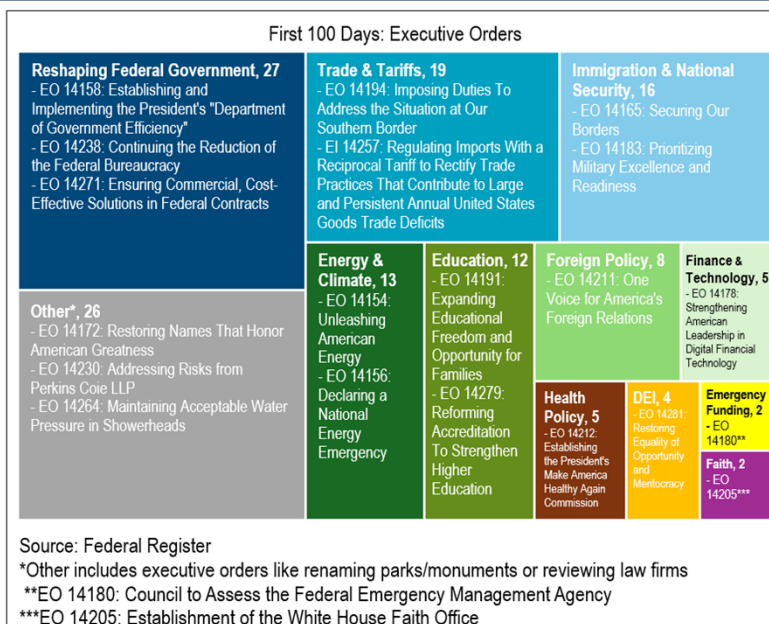 First 100 Days: Executive Orders
Reshaping Federal Government, 27
- EO 14158: Establishing and
Implementing the President's "Department
of Government Efficiency"
- EO 14238: Continuing the Reduction of
the Federal Bureaucracy
- EO 14271: Ensuring Commercial, Cost-
Effective Solutions in Federal Contracts
Trade & Tariffs, 19
- EO 14194: Imposing Duties To
Address the Situation at Our
Southern Border
- EI 14257: Regulating Imports With a
Reciprocal Tariff to Rectify Trade
Practices That Contribute to Large
and Persistent Annual United States
Goods Trade Deficits
Immigration & National
Security, 16
- EO 14165: Securing Our
Borders
- EO 14183: Prioritizing
Military Excellence and
Readiness
Other*, 26
- EO 14172: Restoring Names That Honor
American Greatness
- EO 14230: Addressing Risks from
Perkins Coie LLP
- EO 14264: Maintaining Acceptable Water
Pressure in Showerheads
Energy &
Climate, 13
- EO 14154:
Unleashing
American
Energy
- EO 14156:
Declaring a
National
Energy
Emergency
Education, 12
- EO 14191:
Expanding
Educational
Freedom and
Opportunity for
Families
- EO 14279:
Reforming
Accreditation
To Strengthen
Higher
Education
Foreign Policy, 8
- EO 14211: One
Voice for America's
Foreign Relations
Finance &
Technology, 5
- EO 14178:
Strengthening
American
Leadership in
Digital Financial
Technology
Health
Policy, 5
- EO 14212:
Establishing
the President's
Make America
Healthy Again
Commission
DEI, 4
- EO 14281:
Restoring
Equality of
Opportunity
and
Meritocracy
Emergency
Funding, 2
- EO
14180**
Faith, 2
- EO
14205***
Source: Federal Register
*Other includes executive orders like renaming parks/monuments or reviewing law firms
**EO 14180: Council to Assess the Federal Emergency Management Agency
***EO 14205: Establishment of the White House Faith Office